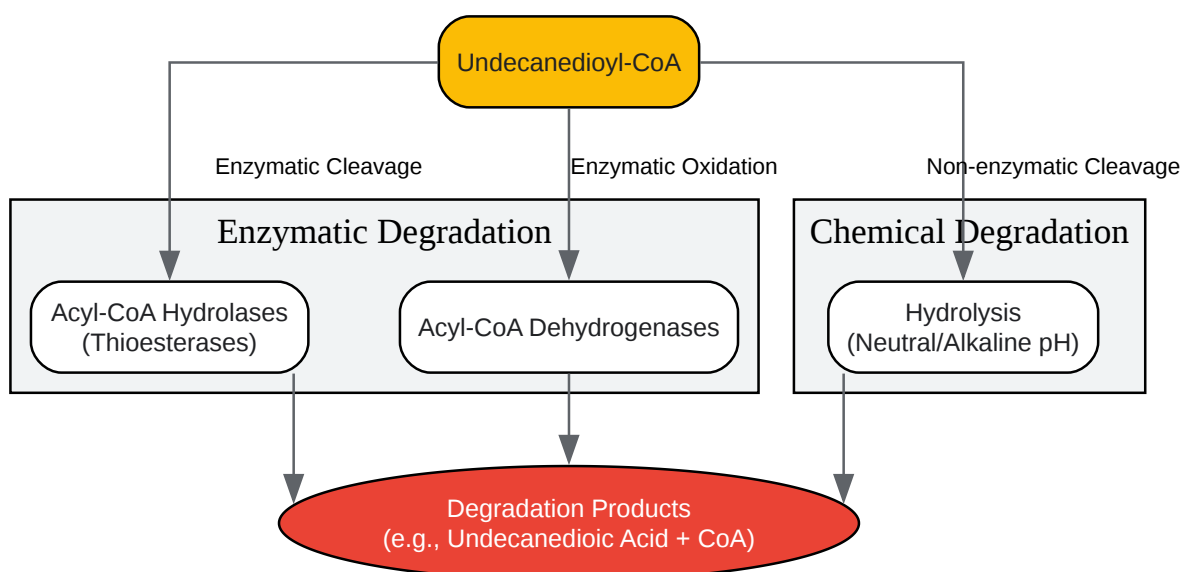 Undecanedioyl-CoA
Enzymatic Cleavage
Enzymatic Oxidation
Non-enzymatic Cleavage
Enzymatic Degradation
Chemical Degradation
Acyl-CoA Hydrolases
(Thioesterases)
Acyl-CoA Dehydrogenases
Hydrolysis
(Neutral/Alkaline pH)
Degradation Products
(e.g., Undecanedioic Acid + CoA)